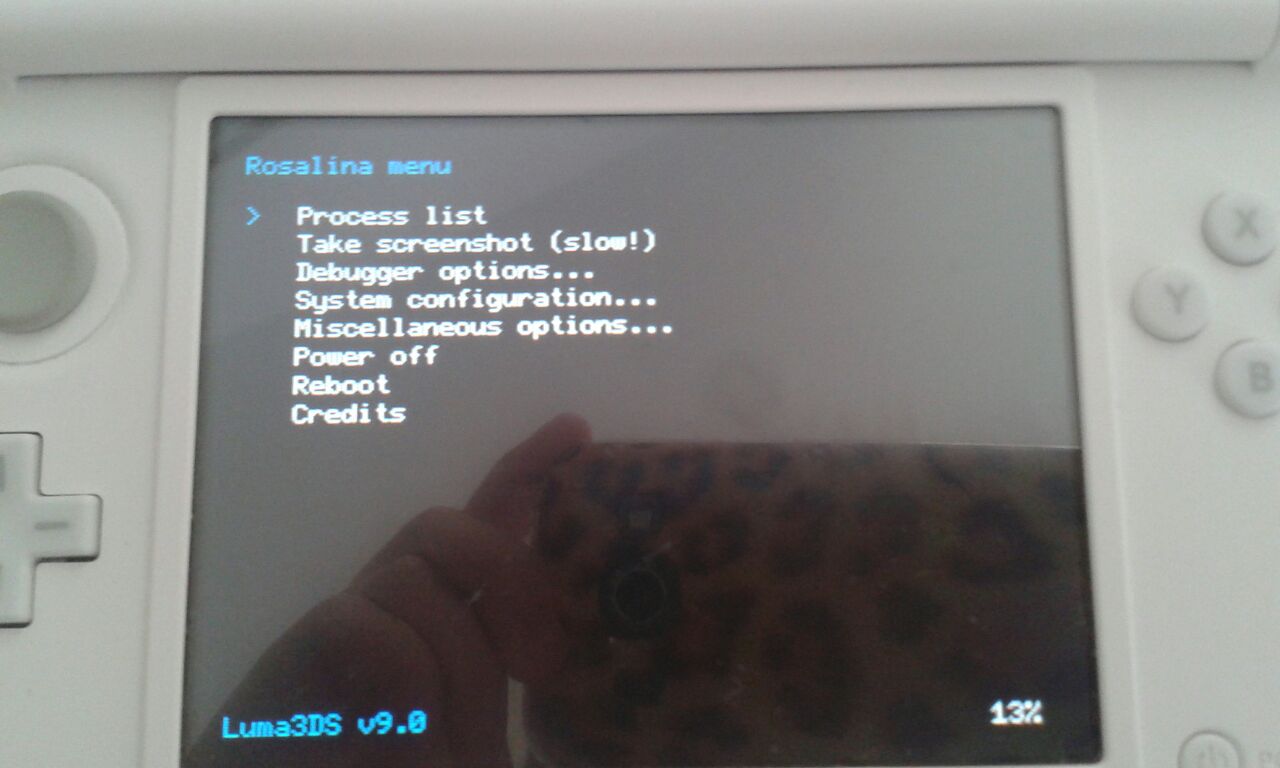 Rosalina menu
> Process list
Take screenshot (slow!)
Debugger options...
System configuration...
Miscellaneous options...
Power off
Reboot
Credits
Luma3DS v9.0
13%
X
Y
B